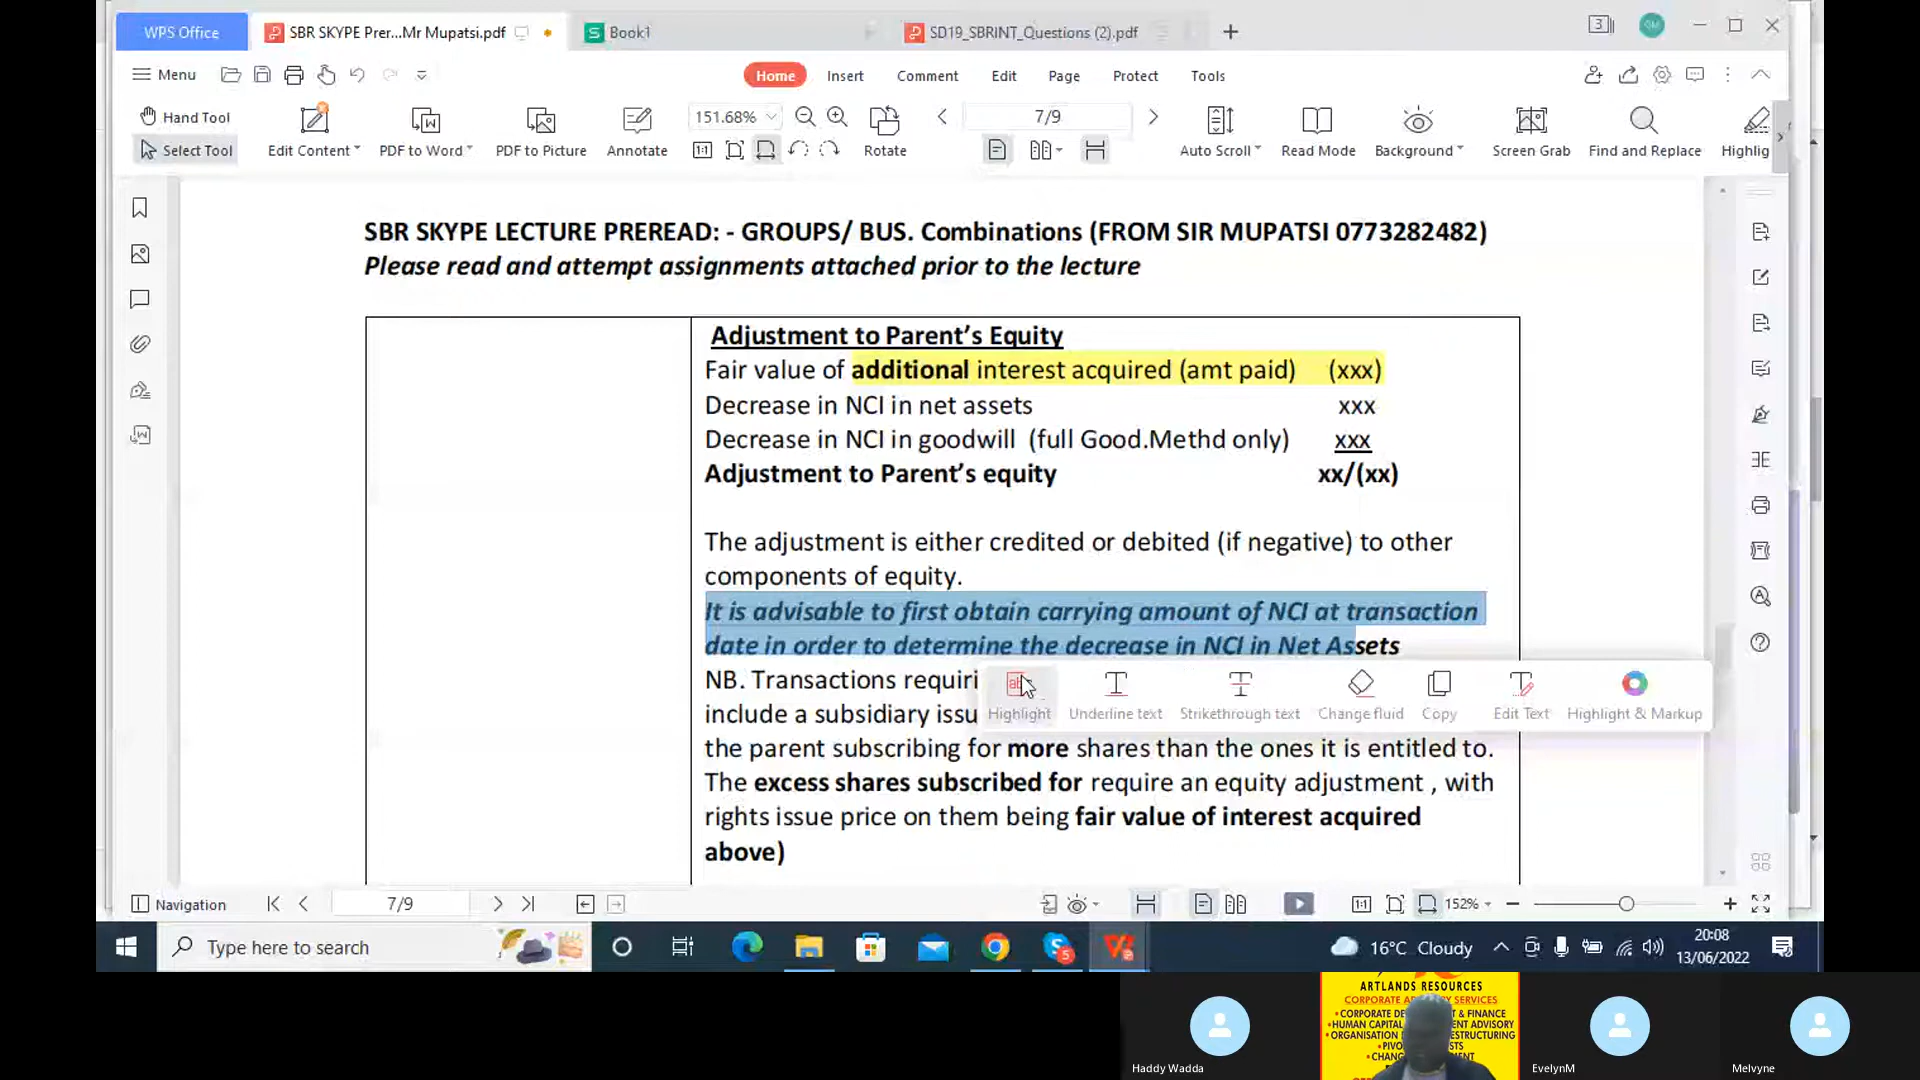 WPS Office
SBR SKYPE Prer...Mr Mupatsi.pdf
Book1
SD19_SBRINT_Questions (2).pdf
Menu
Home
Insert
Comment
Edit
Page
Protect
Tools
Hand Tool
Select Tool
Edit Content
PDF to Word
PDF to Picture
Annotate
151.68%
Rotate
7/9
Auto Scroll
Read Mode
Background
Screen Grab
Find and Replace
Highlig
SBR SKYPE LECTURE PREREAD: - GROUPS/ BUS. Combinations (FROM SIR MUPATSI 0773282482)
Please read and attempt assignments attached prior to the lecture
Adjustment to Parent's Equity
Fair value of additional interest acquired (amt paid) (xxx)
Decrease in NCI in net assets xxx
Decrease in NCI in goodwill (full Good.Methd only) xxx
Adjustment to Parent's equity xx/(xx)
The adjustment is either credited or debited (if negative) to other
components of equity.
It is advisable to first obtain carrying amount of NCI at transaction
date in order to determine the decrease in NCI in Net Assets
NB. Transactions requiri
include a subsidiary issu
the parent subscribing for more shares than the ones it is entitled to.
The excess shares subscribed for require an equity adjustment , with
rights issue price on them being fair value of interest acquired
above)
Highlight
Underline text
Strikethrough text
Change fluid
Copy
Edit Text
Highlight & Markup
Navigation
7/9
152%
Type here to search
16°C Cloudy
20:08
13/06/2022
ARTLANDS RESOURCES
Haddy Wadda
EvelynM
Melvyne